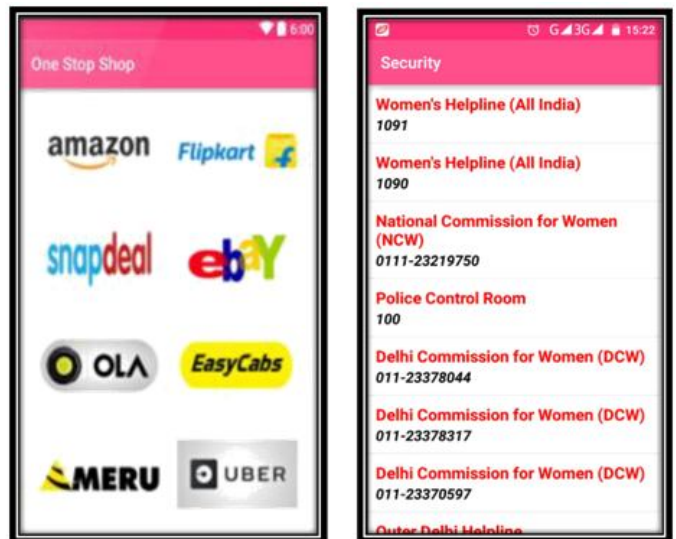 6:00
One Stop Shop
amazon
Flipkart
snapdeal
ebaY
OLA
EasyCabs
MERU
UBER
G 3G 15:22
Security
Women's Helpline (All India)
1091
Women's Helpline (All India)
1090
National Commission for Women
(NCW)
0111-23219750
Police Control Room
100
Delhi Commission for Women (DCW)
011-23378044
Delhi Commission for Women (DCW)
011-23378317
Delhi Commission for Women (DCW)
011-23370597
Outer Delhi Helpline